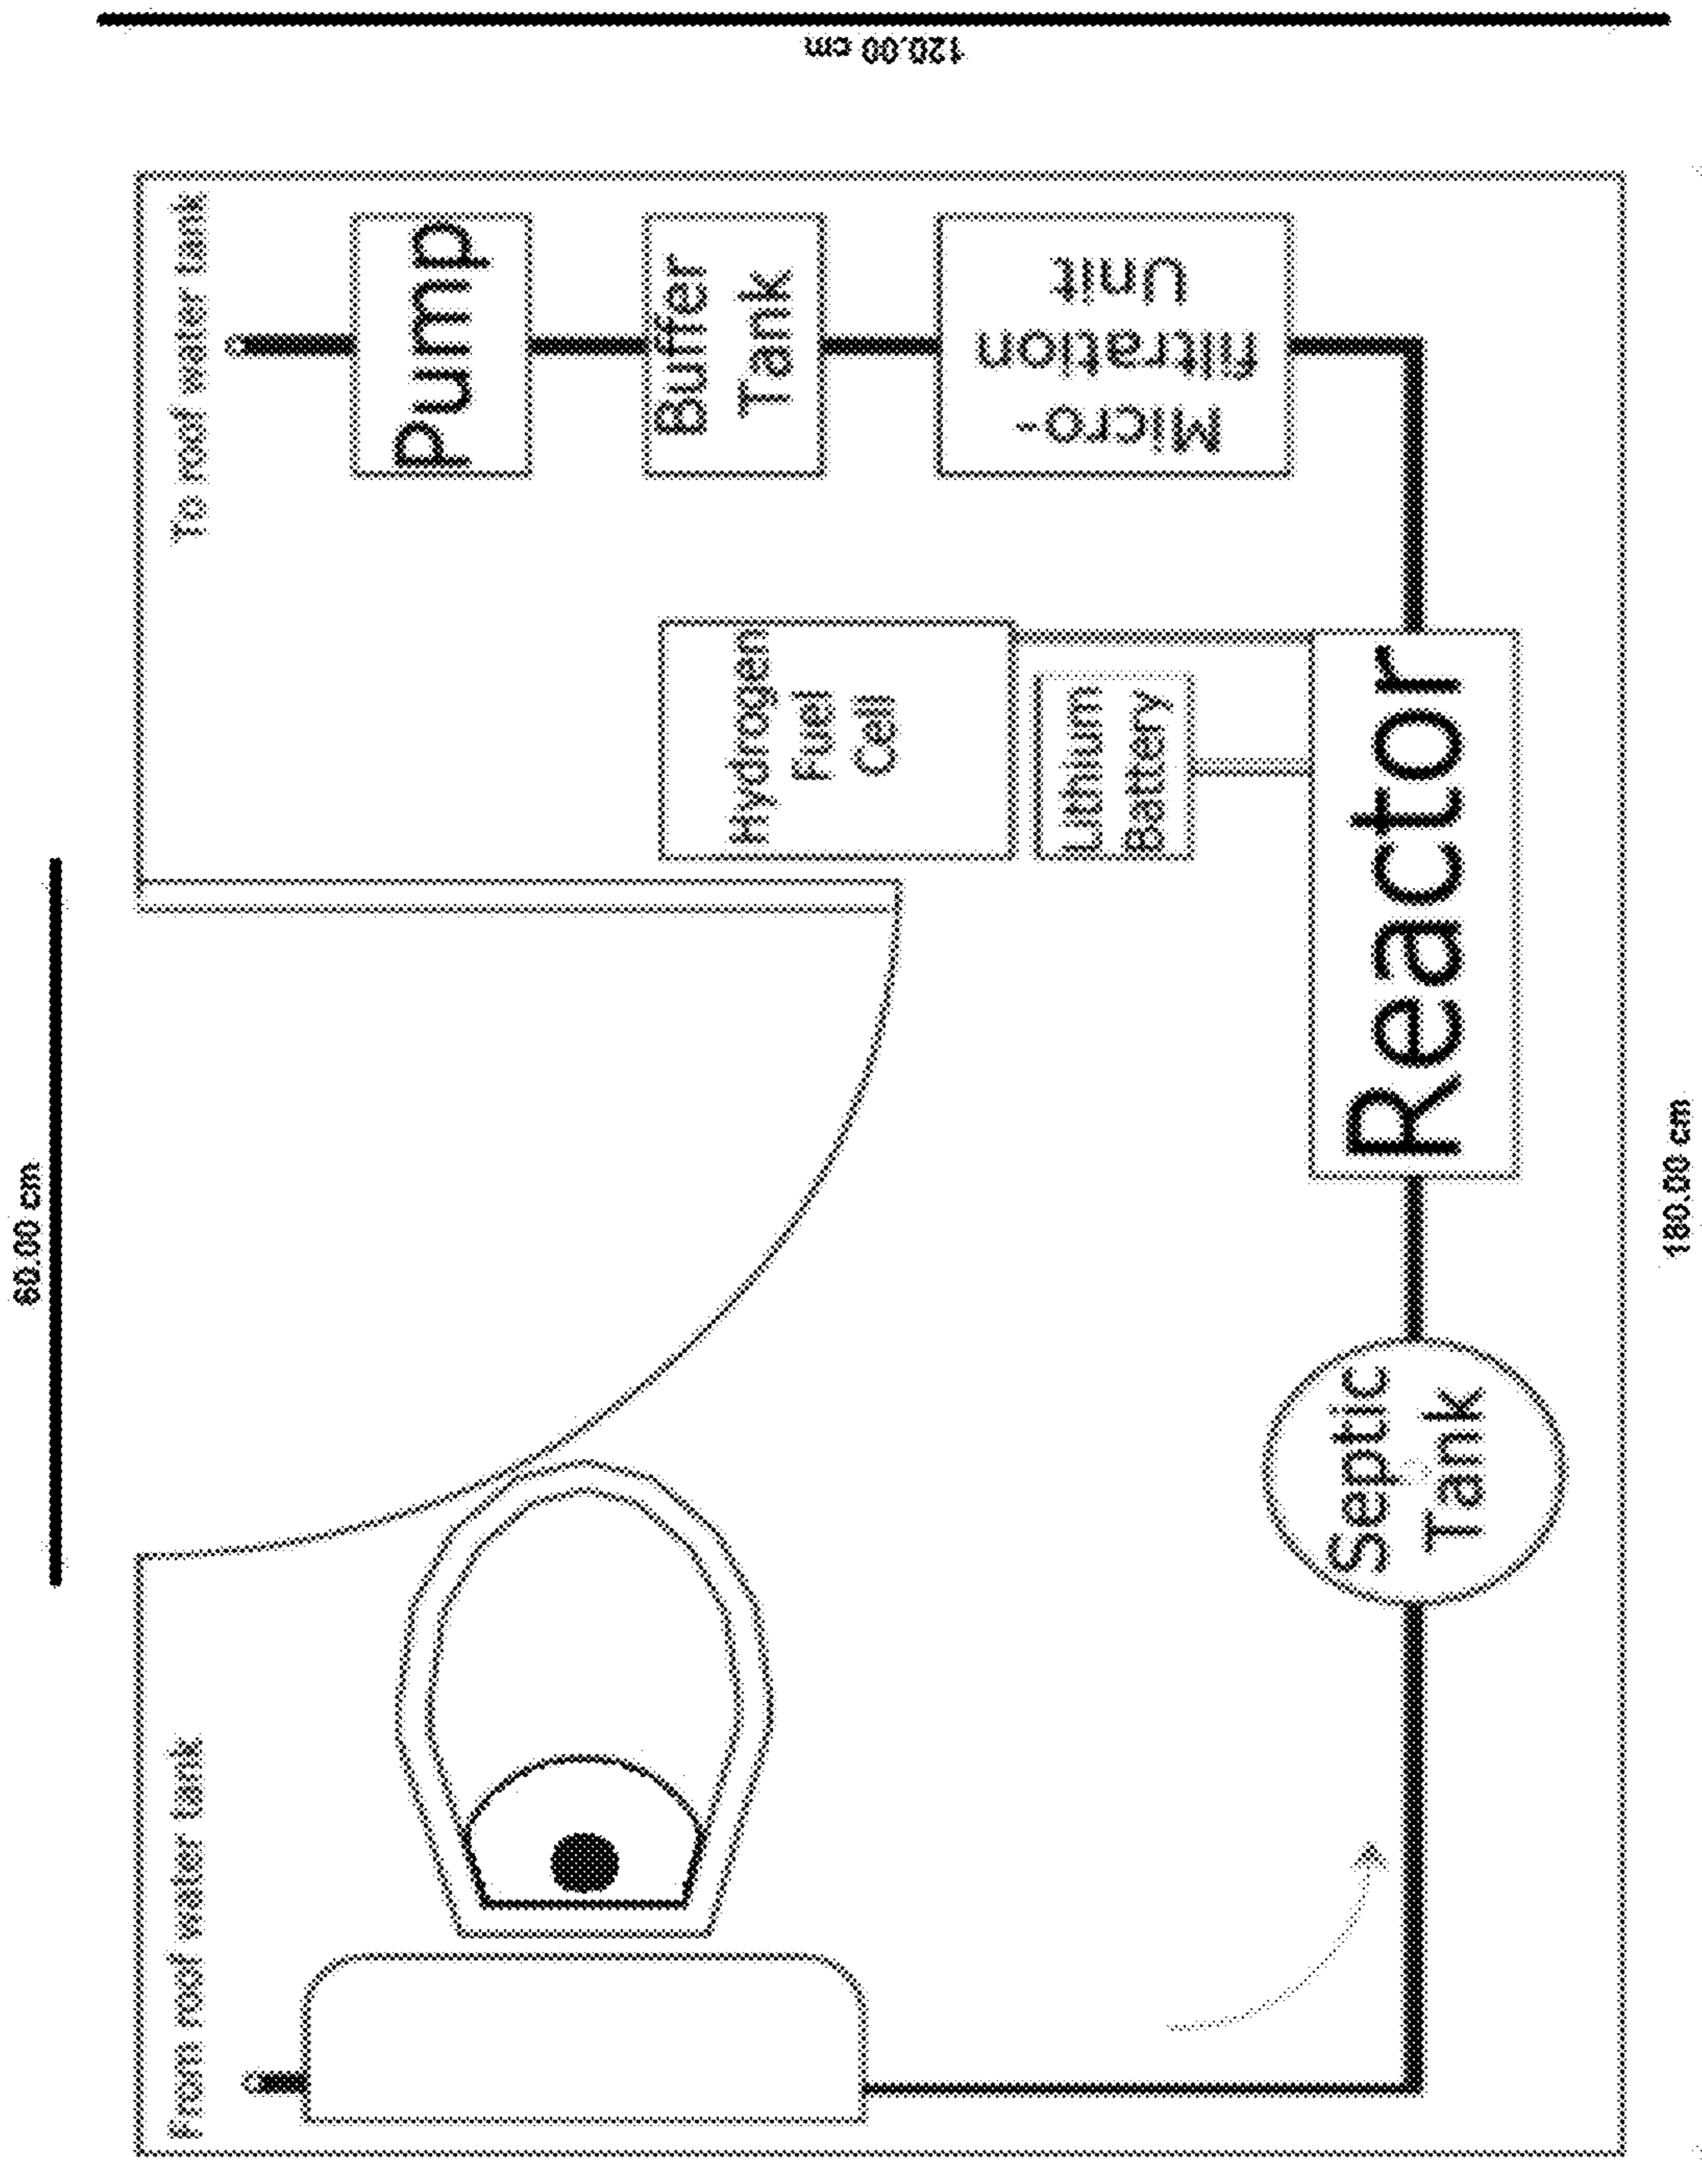 120.00 cm
To roof water tank
Pump
Buffer
Tank
Micro-
filtration
Unit
Hydrogen
Fuel
Cell
Lithium
Battery
Reactor
60.00 cm
180.00 cm
Septic
Tank
From roof water tank